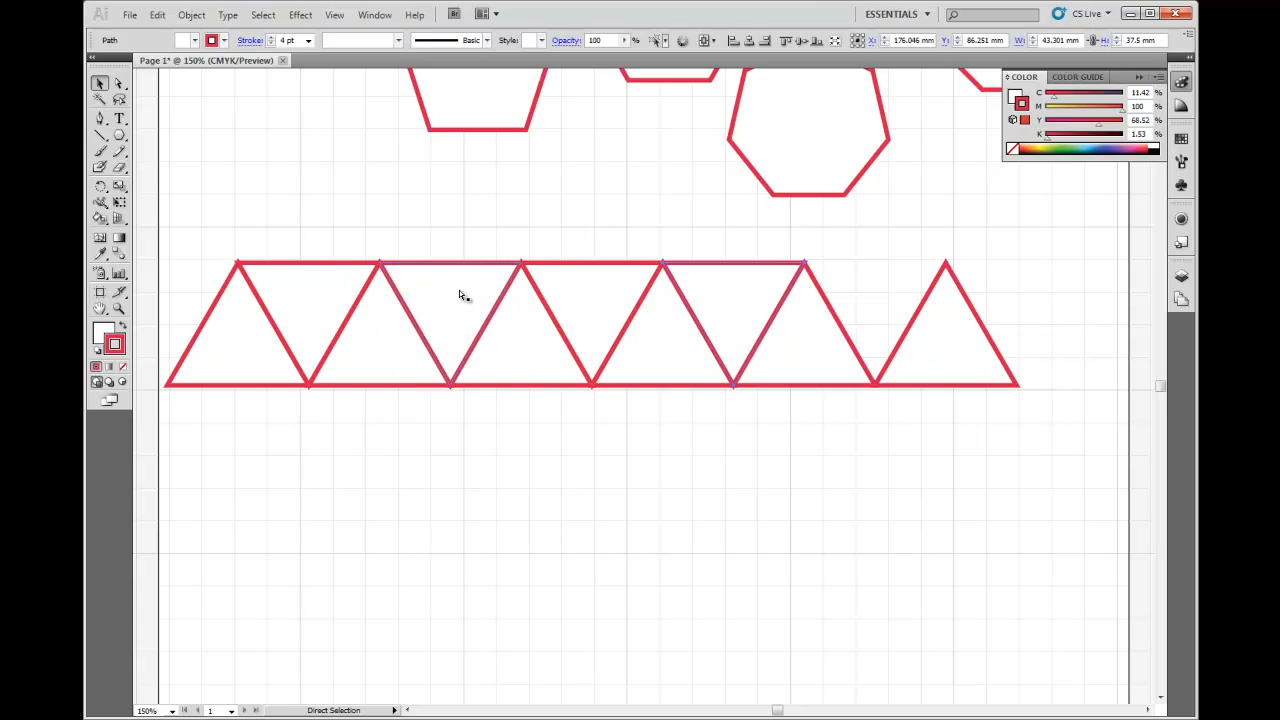 Ai File Edit Object Type Select Effect View Window Help Br ESSENTIALS CS Live
Path Stroke: 4 pt Basic Style: Opacity: 100 % X: 176.046 mm Y: 86.251 mm W: 43.301 mm H: 37.5 mm
Page 1* @ 150% (CMYK/Preview)
COLOR COLOR GUIDE
C 11.42 %
M 100 %
Y 68.52 %
K 1.53 %
T
150% 1 Direct Selection